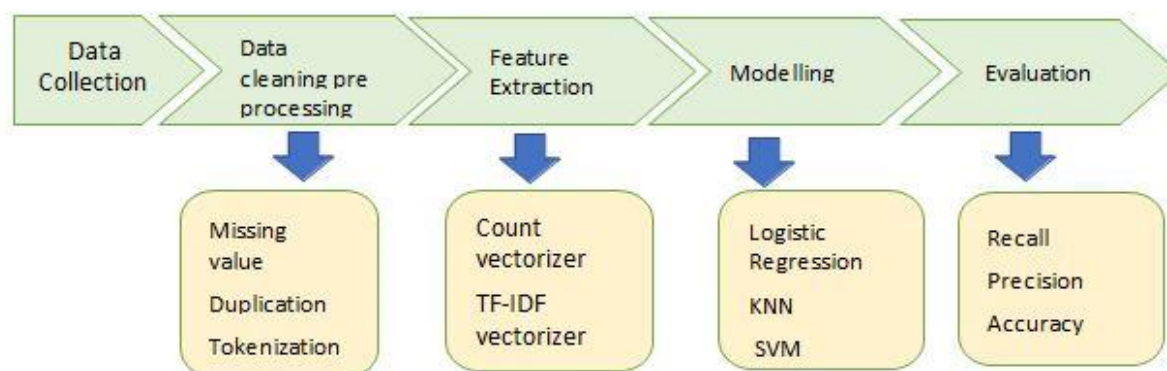 Data
Collection
Data
cleaning pre
processing
Feature
Extraction
Modelling
Evaluation
Missing
value
Duplication
Tokenization
Count
vectorizer
TF-IDF
vectorizer
Logistic
Regression
KNN
SVM
Recall
Precision
Accuracy